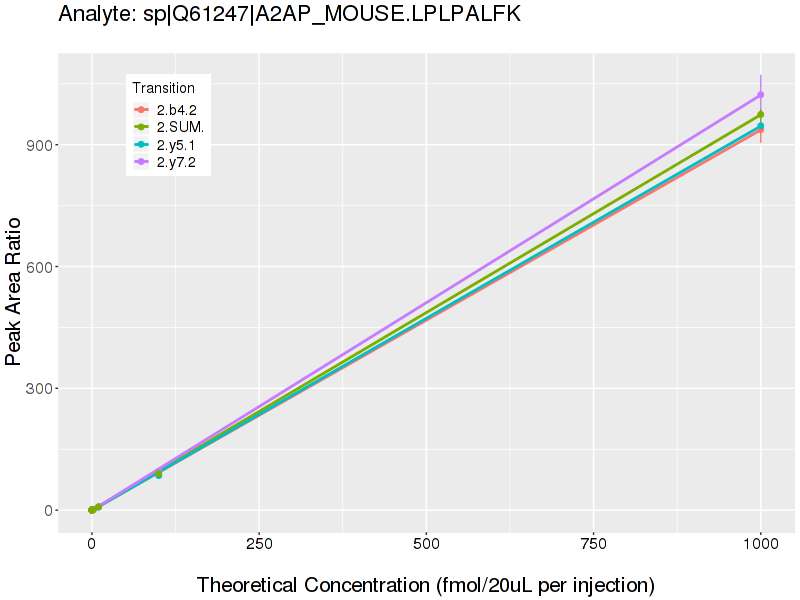 Analyte: sp|Q61247|A2AP_MOUSE.LPLPALFK
Transition
2.b4.2
2.SUM.
2.y5.1
2.y7.2
Peak Area Ratio
900
600
300
0
0 250 500 750 1000
Theoretical Concentration (fmol/20uL per injection)